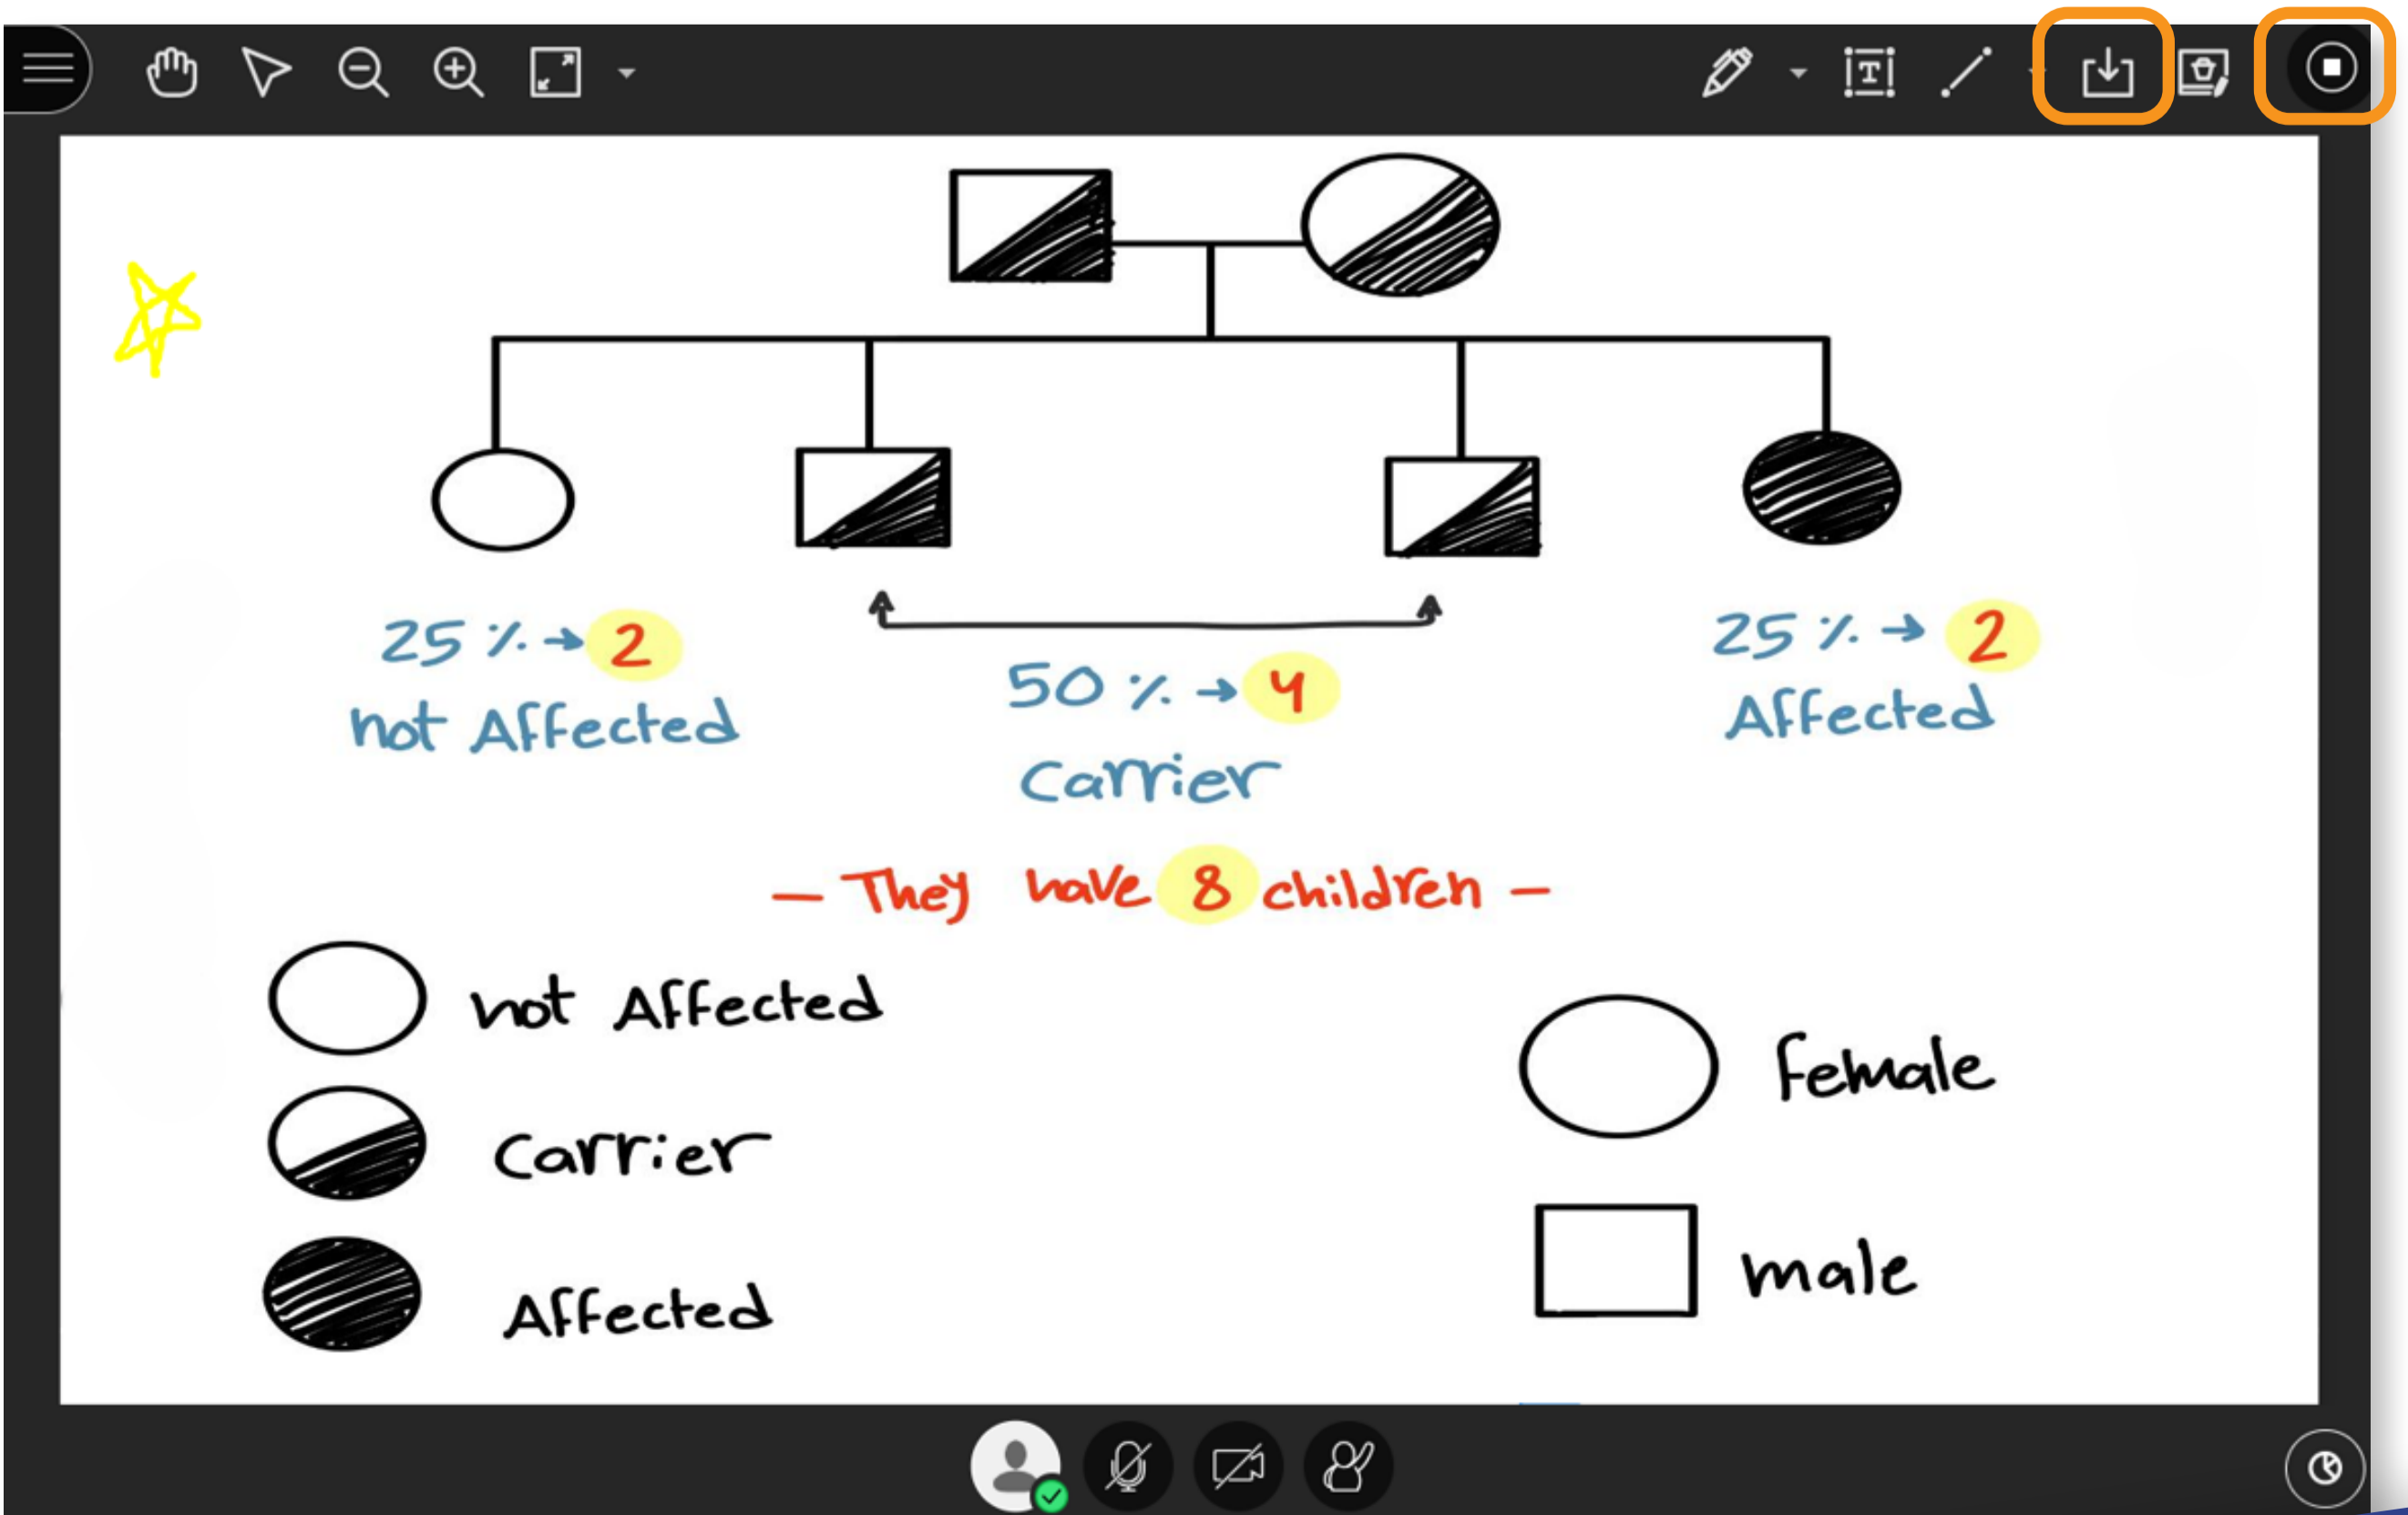 25 % → 2
not Affected
50 % → 4
Carrier
25 % → 2
Affected
— They have 8 children —
not Affected
Carrier
Affected
female
male